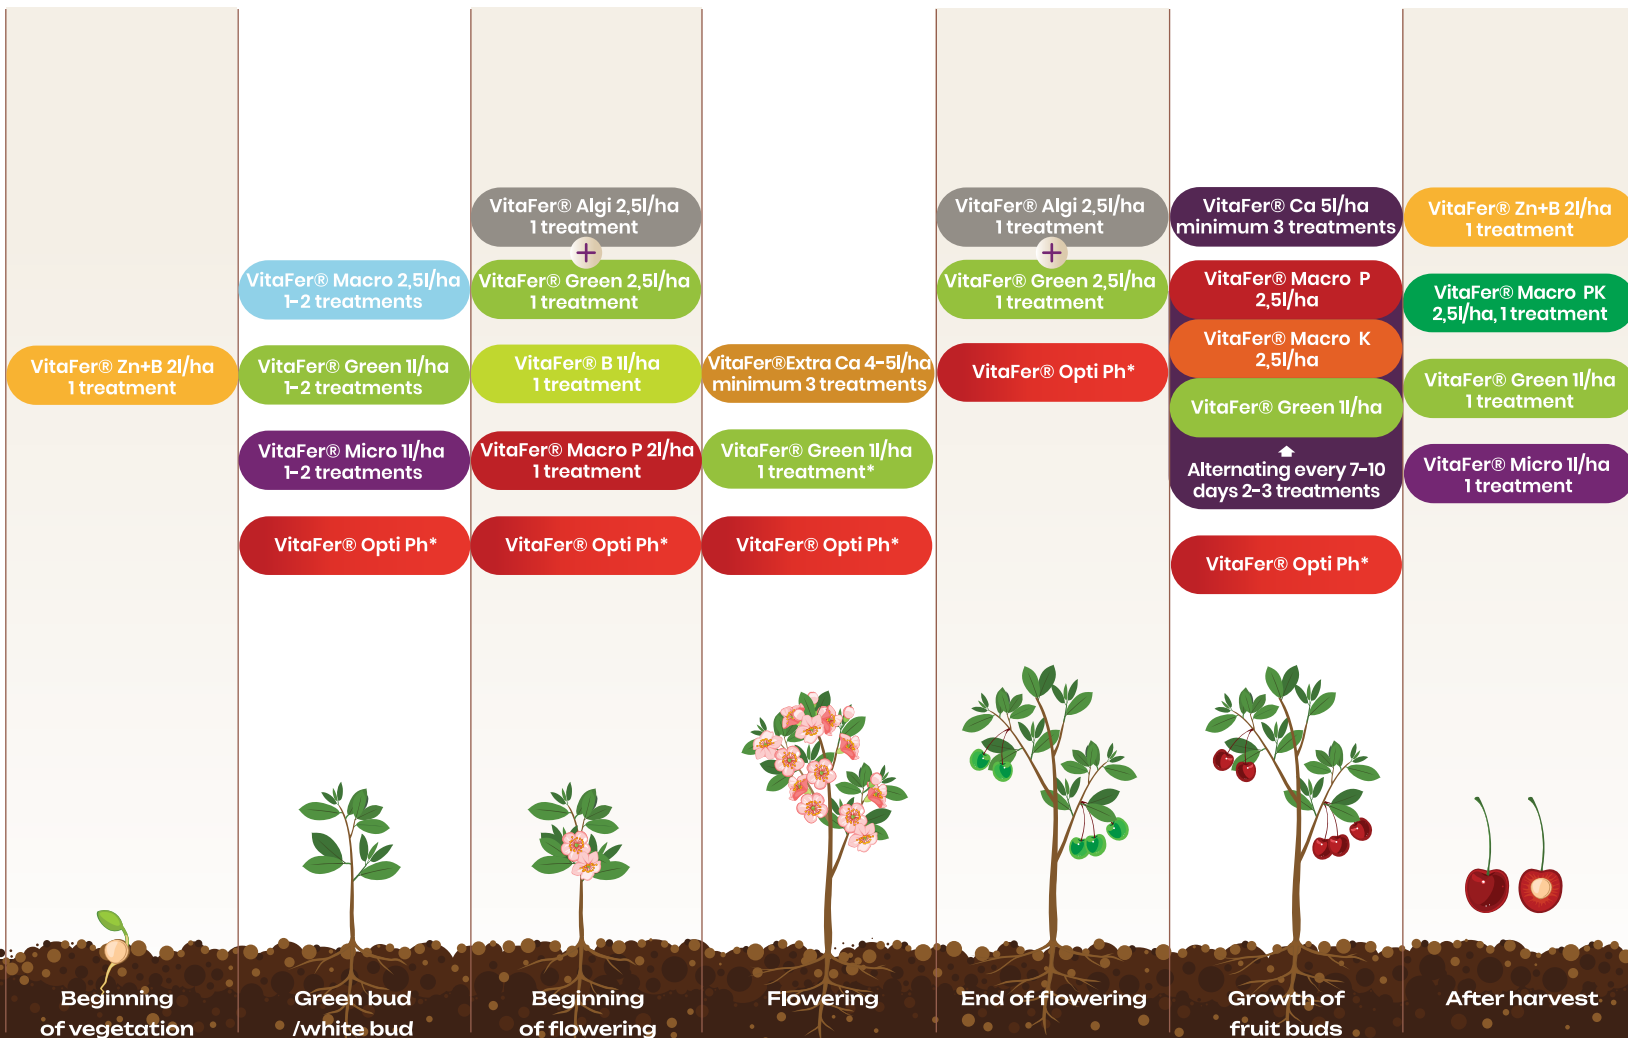 VitaFer® Zn+B 2l/ha
1 treatment
Beginning
of vegetation
VitaFer® Macro 2,5l/ha
1-2 treatments
VitaFer® Green 1l/ha
1-2 treatments
VitaFer® Micro 1l/ha
1-2 treatments
VitaFer® Opti Ph*
Green bud
/white bud
VitaFer® Algi 2,5l/ha
1 treatment
+
VitaFer® Green 2,5l/ha
1 treatment
VitaFer® B 1l/ha
1 treatment
VitaFer® Macro P 2l/ha
1 treatment
VitaFer® Opti Ph*
Beginning
of flowering
VitaFer®Extra Ca 4-5l/ha
minimum 3 treatments
VitaFer® Green 1l/ha
1 treatment*
VitaFer® Opti Ph*
Flowering
VitaFer® Algi 2,5l/ha
1 treatment
+
VitaFer® Green 2,5l/ha
1 treatment
VitaFer® Opti Ph*
End of flowering
VitaFer® Ca 5l/ha
minimum 3 treatments
VitaFer® Macro P
2,5l/ha
VitaFer® Macro K
2,5l/ha
VitaFer® Green 1l/ha
Alternating every 7-10
days 2-3 treatments
VitaFer® Opti Ph*
Growth of
fruit buds
VitaFer® Zn+B 2l/ha
1 treatment
VitaFer® Macro PK
2,5l/ha, 1 treatment
VitaFer® Green 1l/ha
1 treatment
VitaFer® Micro 1l/ha
1 treatment
After harvest